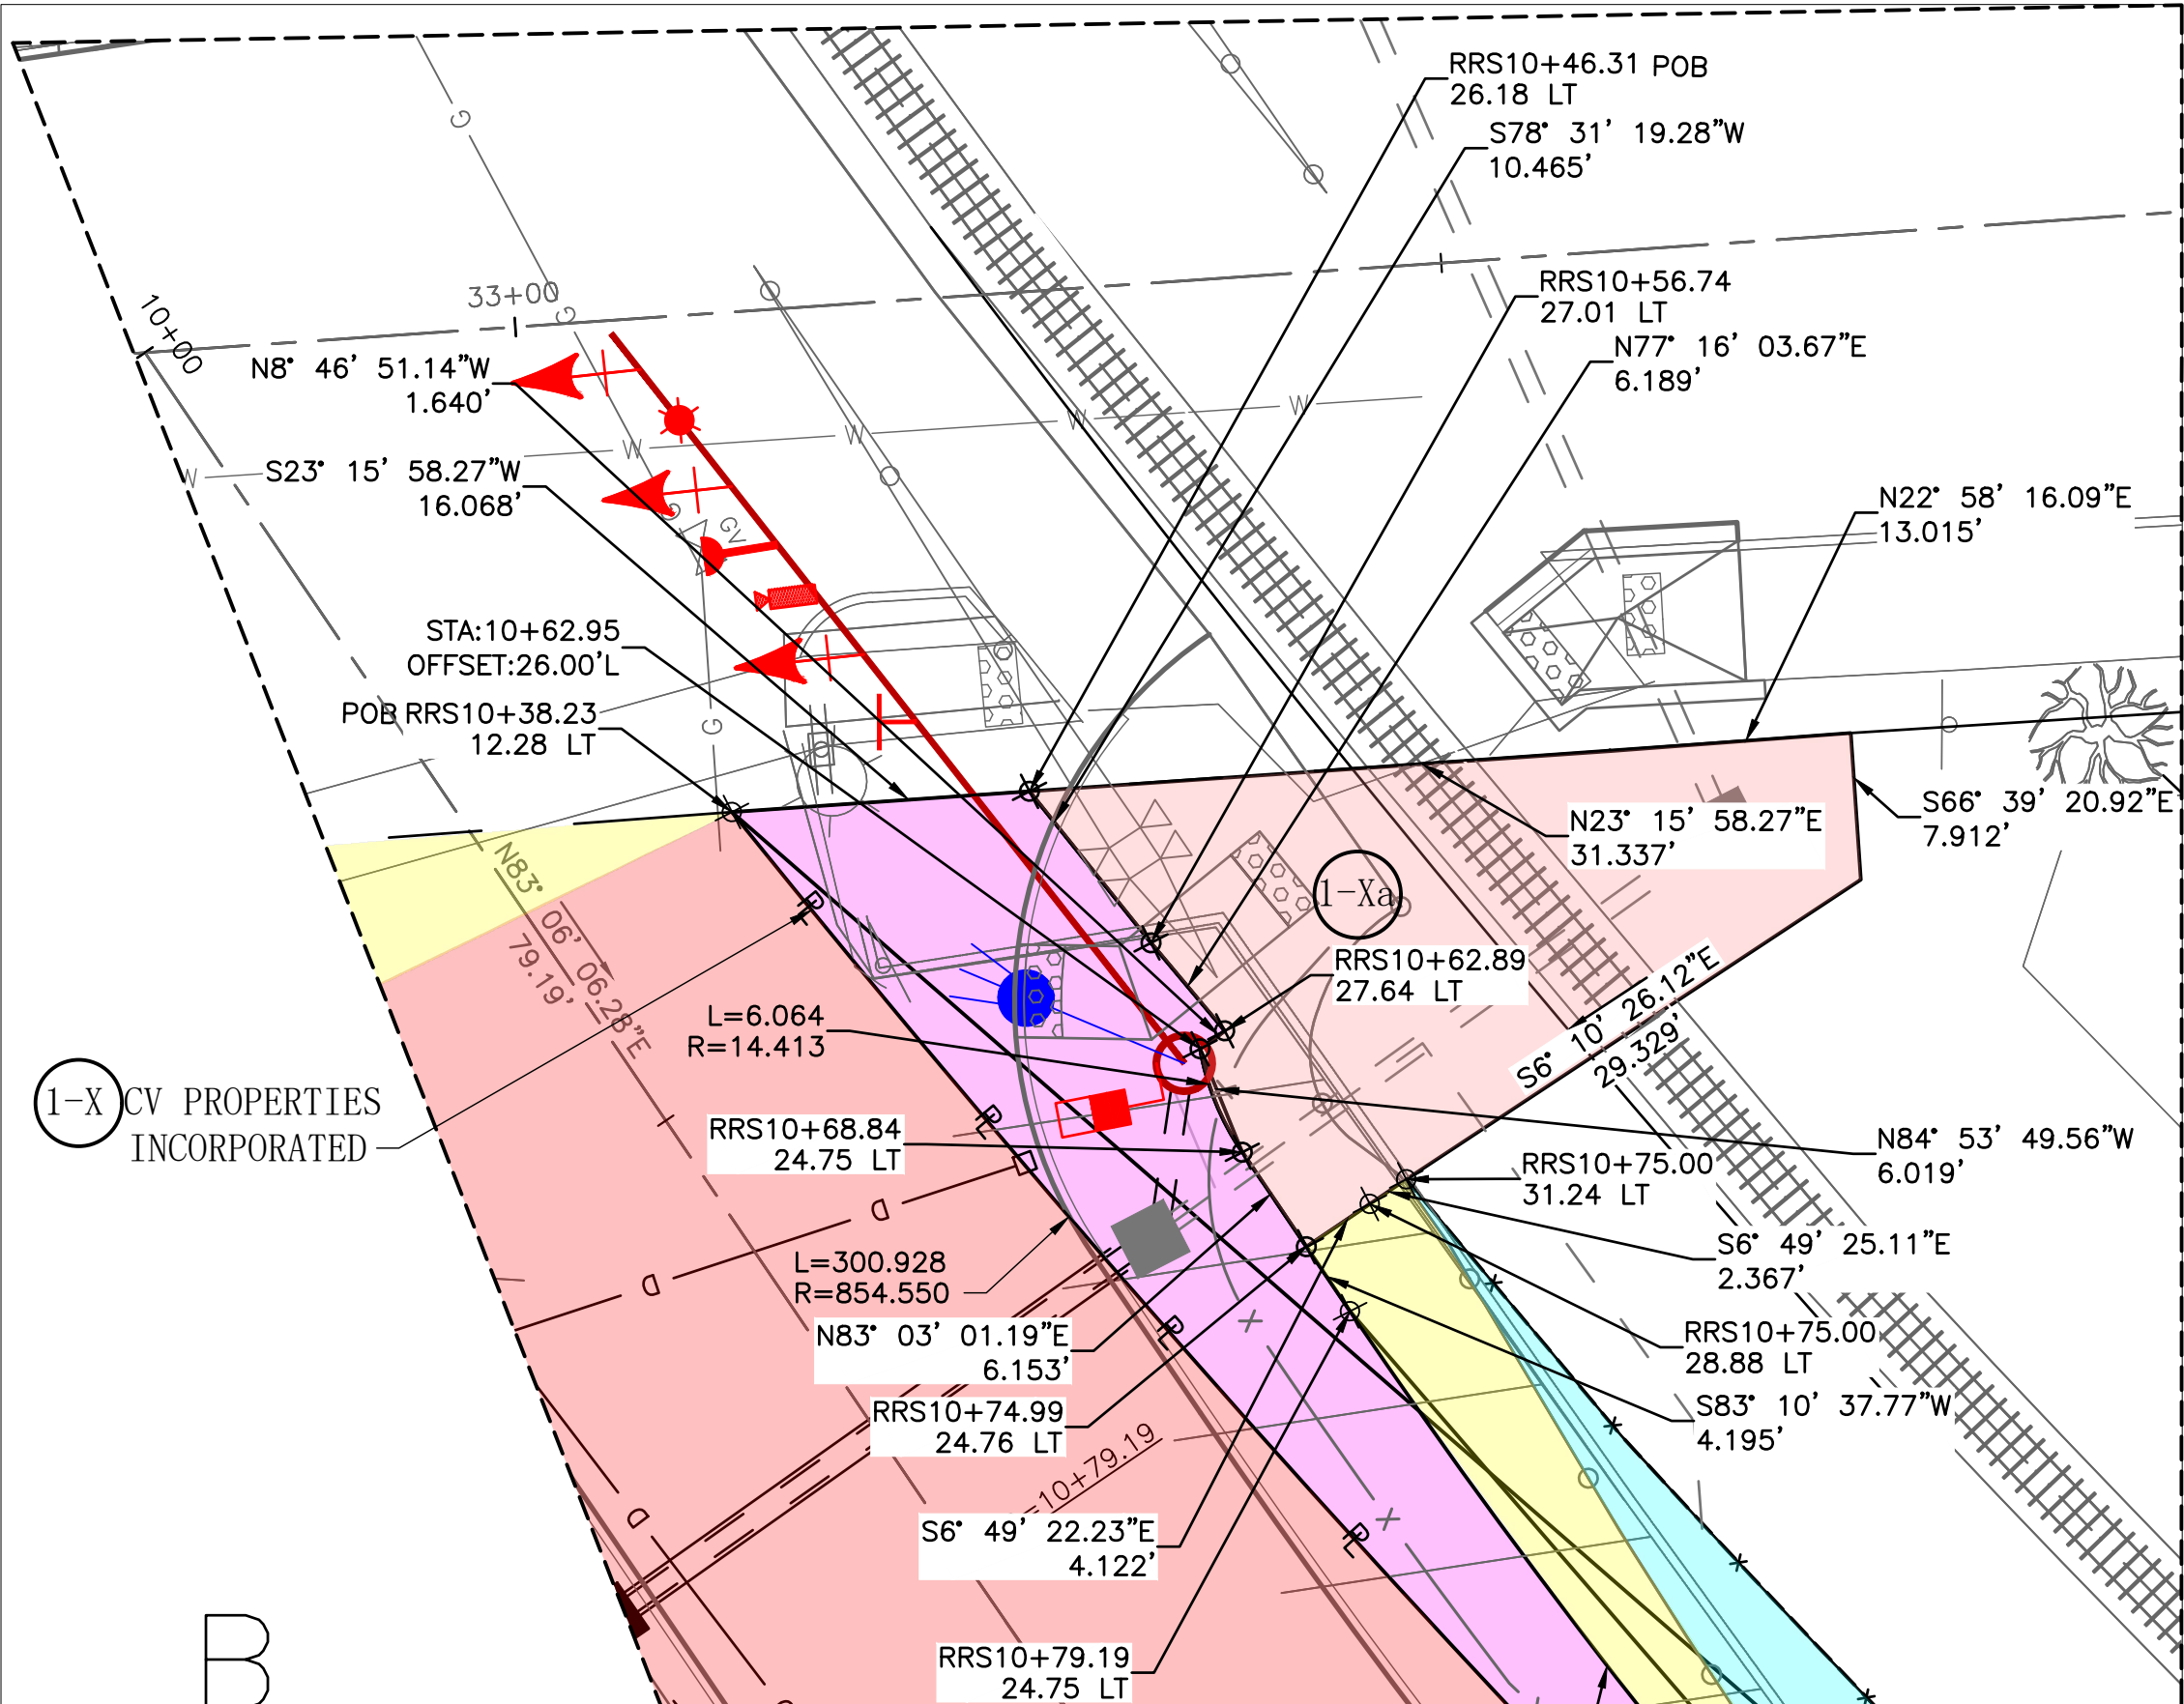 RRS10+46.31 POB
26.18 LT
S78° 31' 19.28"W
10.465'
RRS10+56.74
27.01 LT
N77° 16' 03.67"E
6.189'
N22° 58' 16.09"E
13.015'
33+00
10+00
N8° 46' 51.14"W
1.640'
S23° 15' 58.27"W
16.068'
STA:10+62.95
OFFSET:26.00'L
POB RRS10+38.23
12.28 LT
G
G
G
G
GV
W
W
W
W
W
N23° 15' 58.27"E
31.337'
S66° 39' 20.92"E
7.912'
1-Xa
RRS10+62.89
27.64 LT
N83° 06' 06.28"E
79.19'
L=6.064
R=14.413
S6° 10' 26.12"E
29.329'
1-X CV PROPERTIES
INCORPORATED
RRS10+68.84
24.75 LT
N84° 53' 49.56"W
6.019'
RRS10+75.00
31.24 LT
S6° 49' 25.11"E
2.367'
L=300.928
R=854.550
N83° 03' 01.19"E
6.153'
RRS10+75.00
28.88 LT
RRS10+74.99
24.76 LT
S83° 10' 37.77"W
4.195'
=10+79.19
S6° 49' 22.23"E
4.122'
RRS10+79.19
24.75 LT
PL
PL
PL
PL
D
D
D
X
X
B